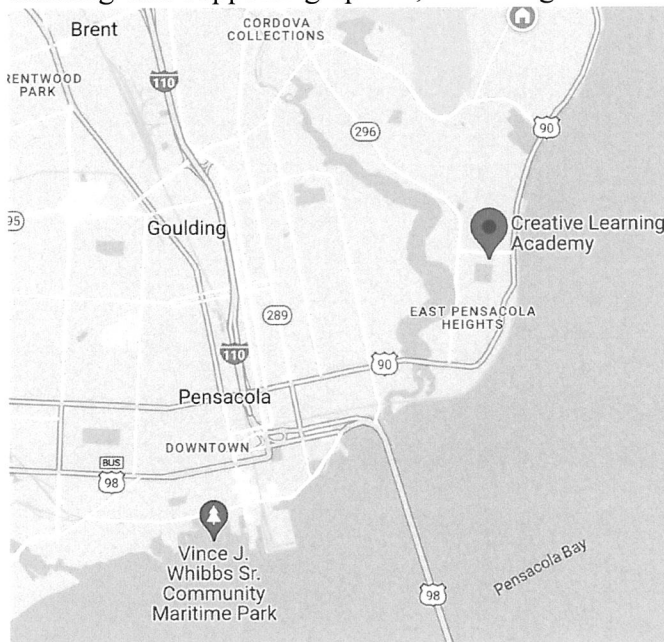 Brent
CORDOVA
COLLECTIONS
RENTWOOD
PARK
110
296
90
95
Goulding
Creative Learning
Academy
EAST PENSACOLA
HEIGHTS
289
110
90
Pensacola
DOWNTOWN
BUS
98
Vince J.
Whibbs Sr.
Community
Maritime Park
Pensacola Bay
98